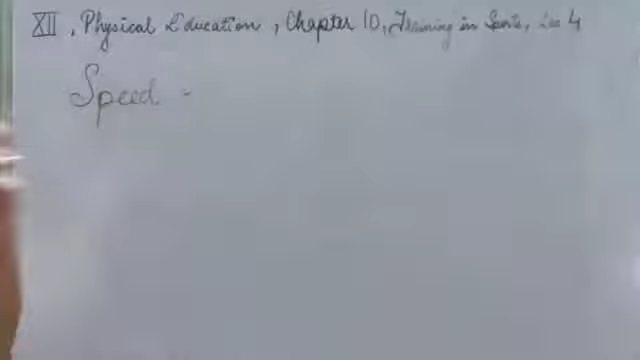 XII, Physical Education, Chapter 10, Training in Sports, Lec 4
Speed -